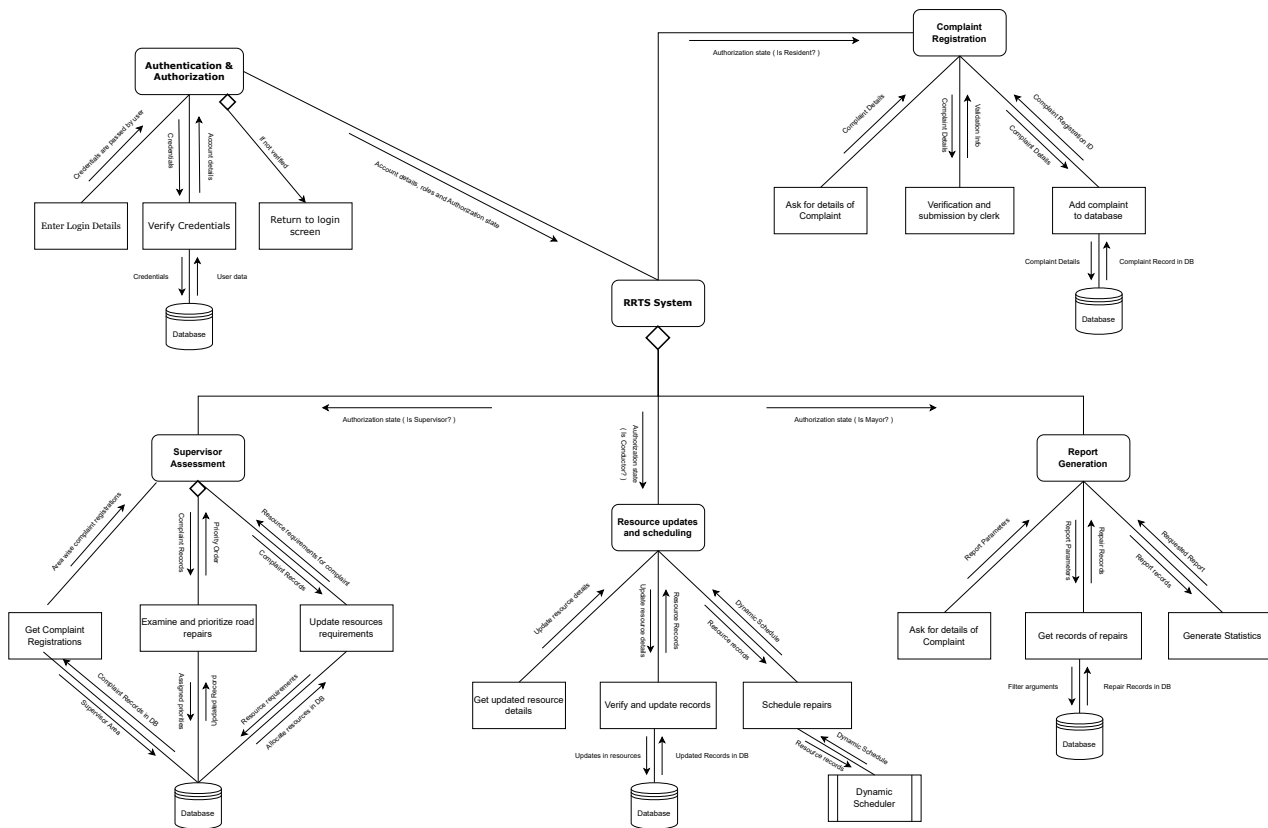 Complaint
Registration
Authorization state ( Is Resident? )
Authentication &
Authorization
Credentials are passed by user
Credentials
Account details
If not verified
Account details, roles and Authorization state
Complaint Details
Complaint Details
Validation Info
Complaint Registration ID
Complaint Details
Enter Login Details
Verify Credentials
Return to login
screen
Ask for details of
Complaint
Verification and
submission by clerk
Add complaint
to database
Credentials
User data
Complaint Details
Complaint Record in DB
RRTS System
Database
Database
Authorization state ( Is Supervisor? )
Authorization state
( Is Conductor? )
Authorization state ( Is Mayor? )
Supervisor
Assessment
Report
Generation
Resource updates
and scheduling
Area wise complaint registrations
Complaint Records
Priority Order
Resource requirements for complaint
Complaint Records
Report Parameters
Report Parameters
Repair Records
Requested Report
Report records
Update resource details
Update resource details
Resource Records
Dynamic Schedule
Resource records
Get Complaint
Registrations
Examine and prioritize road
repairs
Update resources
requirements
Ask for details of
Complaint
Get records of repairs
Generate Statistics
Complaint Records in DB
Supervisor Area
Assigned priorities
Updated Record
Resource requirements
Allocate resources in DB
Get updated resource
details
Verify and update records
Schedule repairs
Filter arguments
Repair Records in DB
Updates in resources
Updated Records in DB
Dynamic Schedule
Resource records
Database
Dynamic
Scheduler
Database
Database